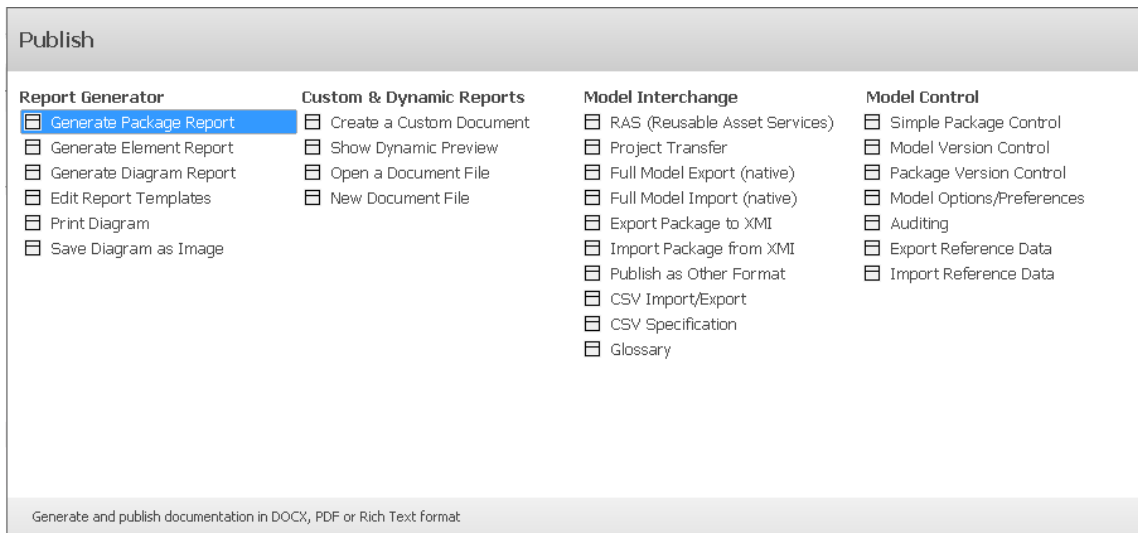 Publish
Report Generator
Generate Package Report
Generate Element Report
Generate Diagram Report
Edit Report Templates
Print Diagram
Save Diagram as Image
Custom & Dynamic Reports
Create a Custom Document
Show Dynamic Preview
Open a Document File
New Document File
Model Interchange
RAS (Reusable Asset Services)
Project Transfer
Full Model Export (native)
Full Model Import (native)
Export Package to XMI
Import Package from XMI
Publish as Other Format
CSV Import/Export
CSV Specification
Glossary
Model Control
Simple Package Control
Model Version Control
Package Version Control
Model Options/Preferences
Auditing
Export Reference Data
Import Reference Data
Generate and publish documentation in DOCX, PDF or Rich Text format